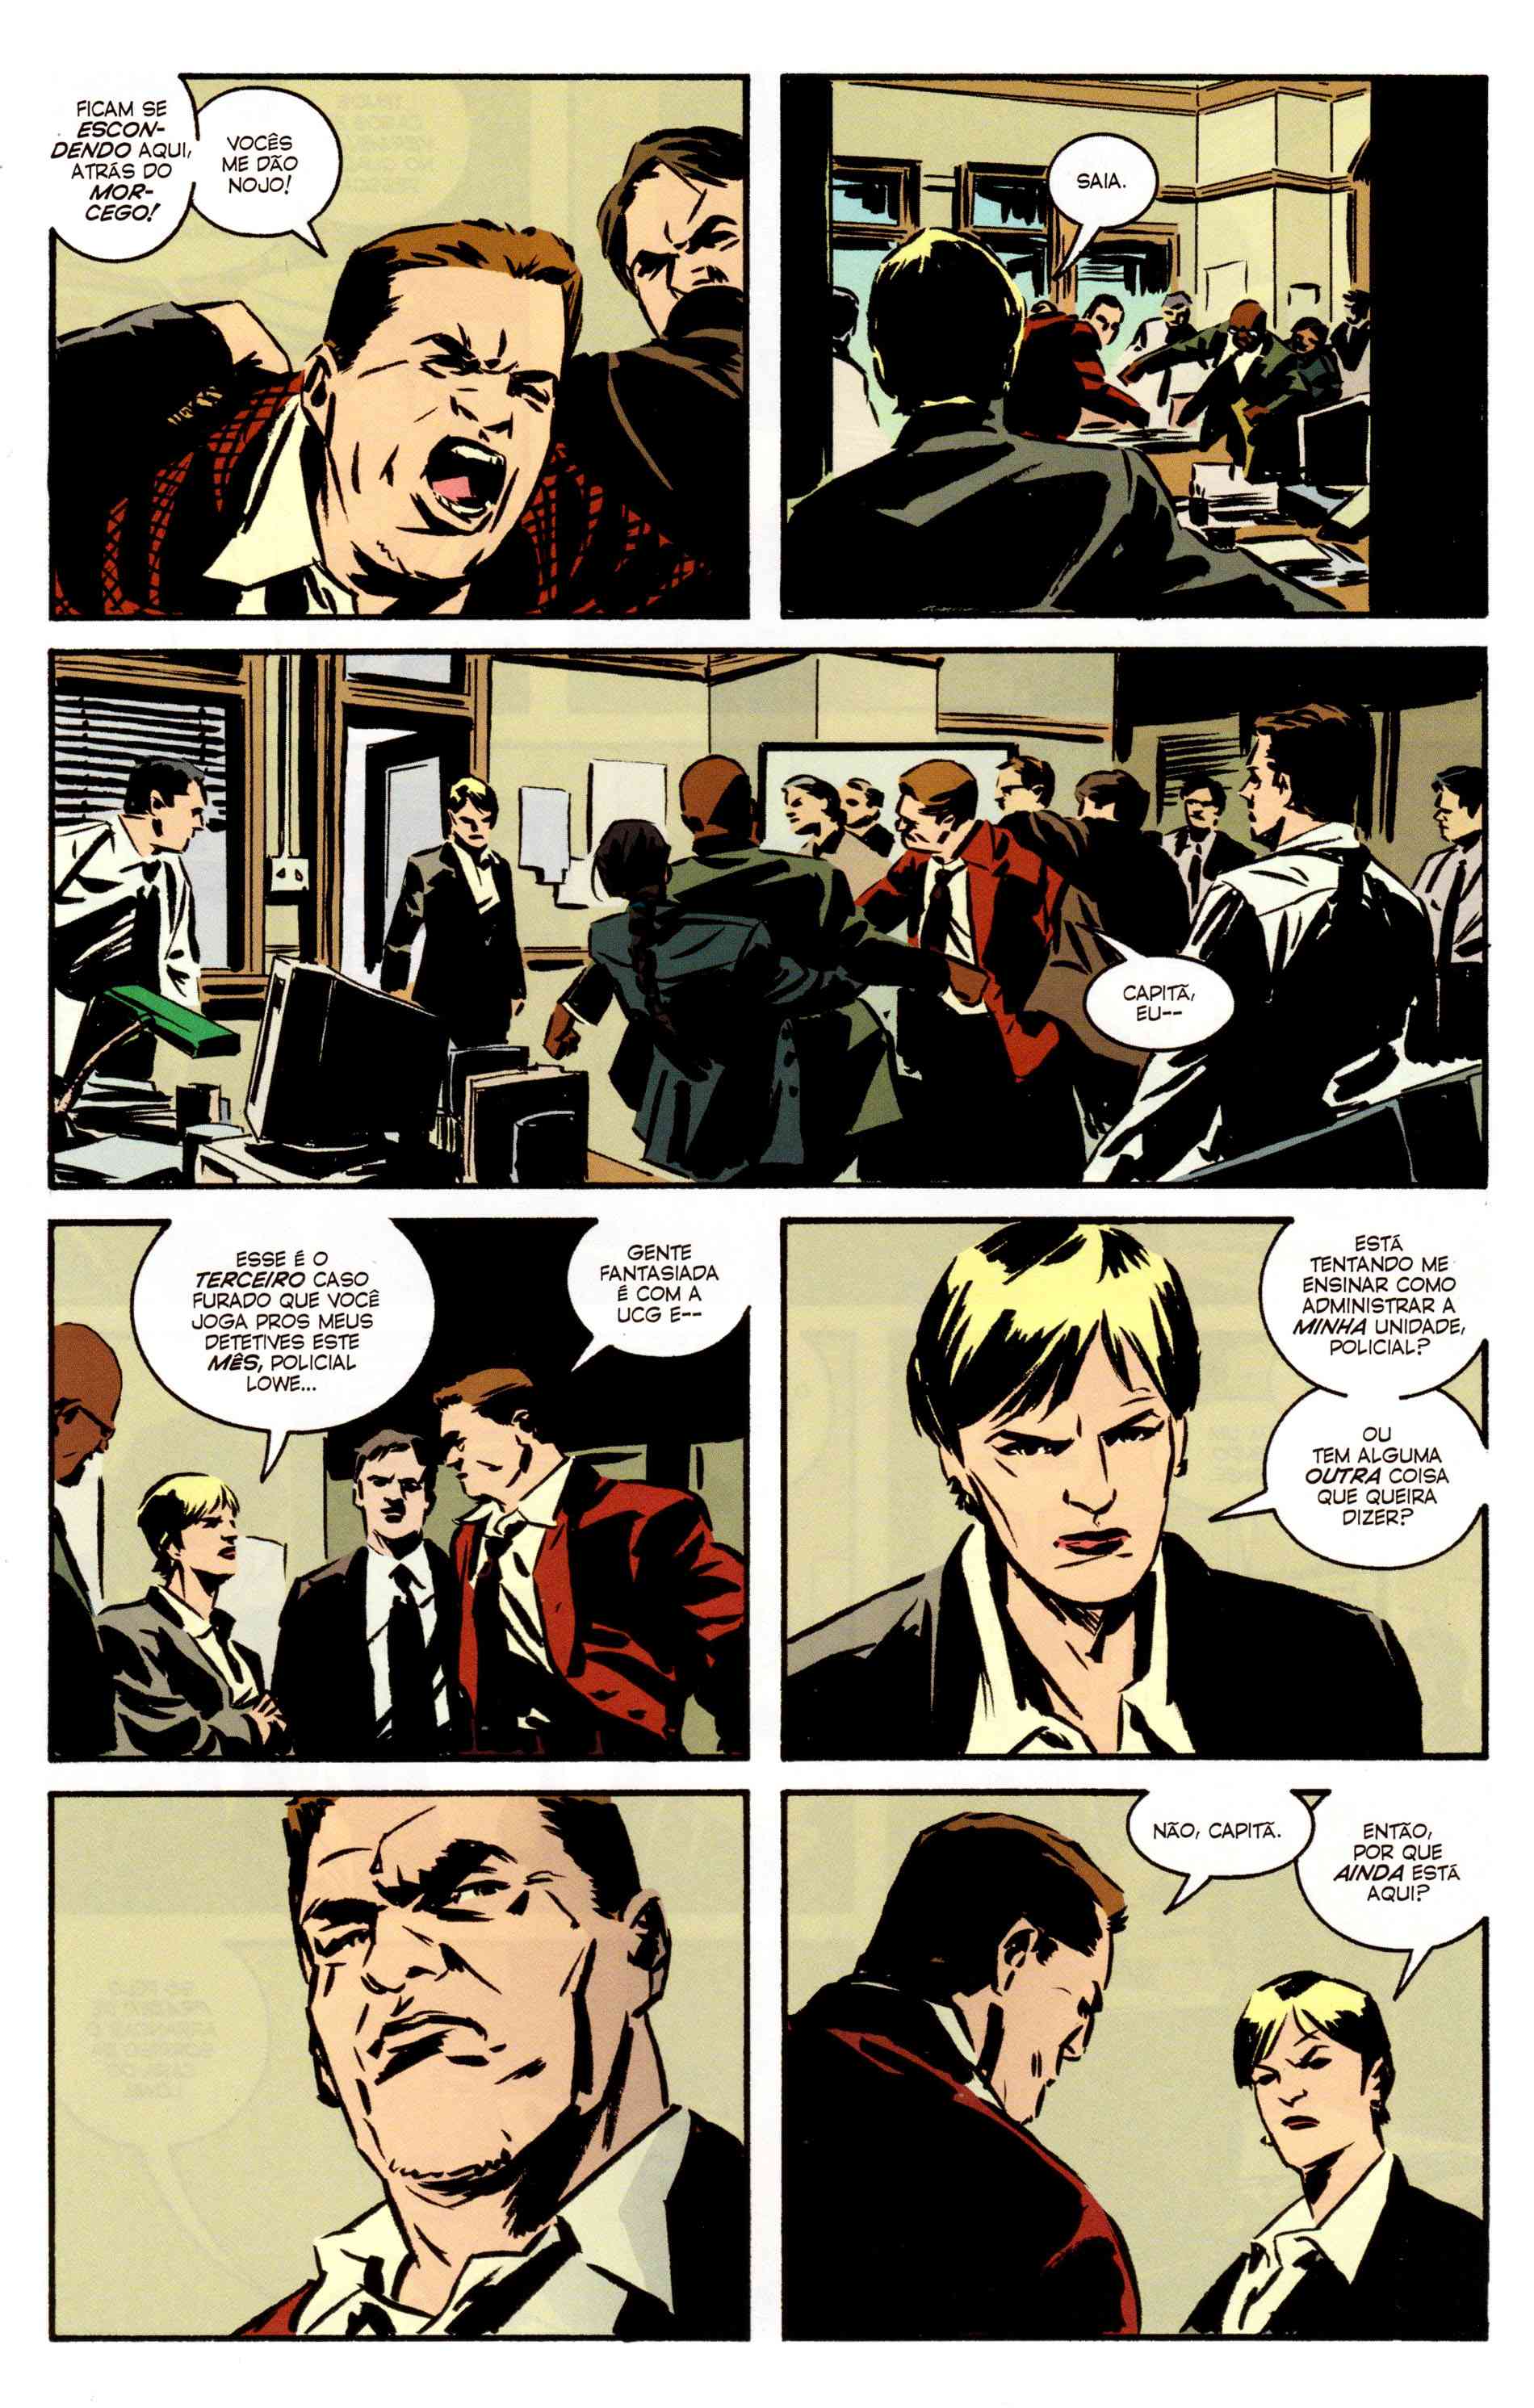 FICAM SE
ESCON-
DENDO AQUI,
ATRÁS DO
MOR-
CEGO!
VOCÊS
ME DÃO
NOJO!
SAIA.
CAPITÃ,
EU--
ESSE É O
TERCEIRO CASO
FURADO QUE VOCÊ
JOGA PROS MEUS
DETETIVES ESTE
MÊS, POLICIAL
LOWE...
GENTE
FANTASIADA
É COM A
UCG E--
ESTÁ
TENTANDO ME
ENSINAR COMO
ADMINISTRAR A
MINHA UNIDADE,
POLICIAL?
OU
TEM ALGUMA
OUTRA COISA
QUE QUEIRA
DIZER?
NÃO, CAPITÃ.
ENTÃO,
POR QUE
AINDA ESTÁ
AQUI?